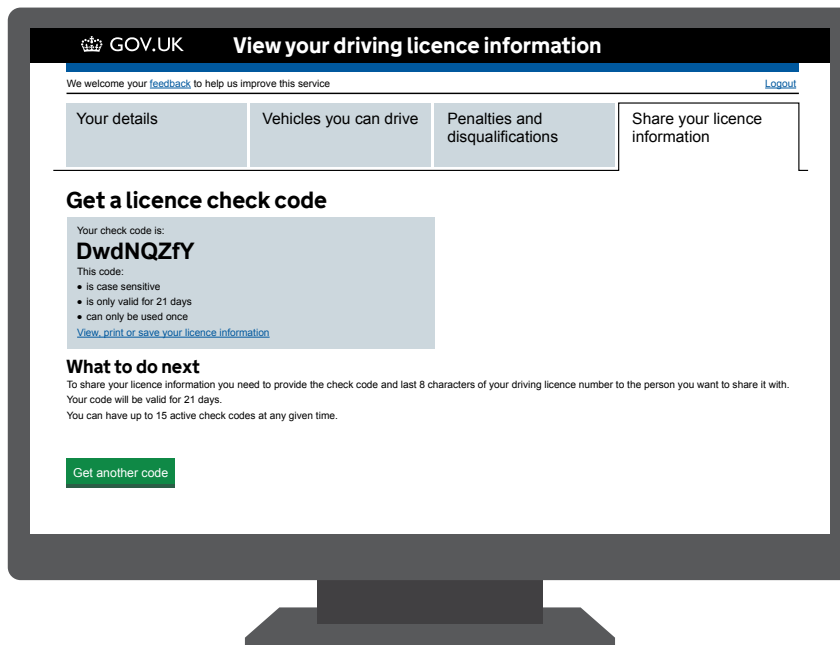 GOV.UK View your driving licence information
We welcome your feedback to help us improve this service Logout
Your details
Vehicles you can drive
Penalties and
disqualifications
Share your licence
information
Get a licence check code
Your check code is:
DwdNQZfY
This code:
• is case sensitive
• is only valid for 21 days
• can only be used once
View, print or save your licence information
What to do next
To share your licence information you need to provide the check code and last 8 characters of your driving licence number to the person you want to share it with.
Your code will be valid for 21 days.
You can have up to 15 active check codes at any given time.
Get another code